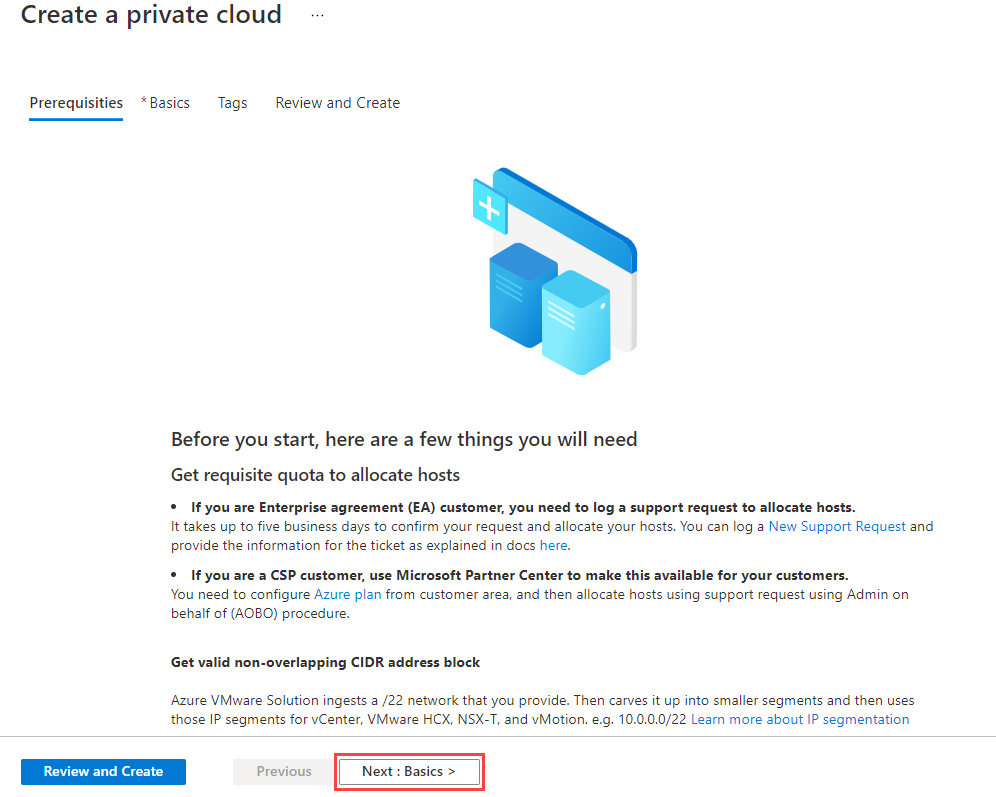 Create a private cloud ...
Prerequisities * Basics Tags Review and Create
Before you start, here are a few things you will need
Get requisite quota to allocate hosts
• If you are Enterprise agreement (EA) customer, you need to log a support request to allocate hosts.
It takes up to five business days to confirm your request and allocate your hosts. You can log a New Support Request and
provide the information for the ticket as explained in docs here.
• If you are a CSP customer, use Microsoft Partner Center to make this available for your customers.
You need to configure Azure plan from customer area, and then allocate hosts using support request using Admin on
behalf of (AOBO) procedure.
Get valid non-overlapping CIDR address block
Azure VMware Solution ingests a /22 network that you provide. Then carves it up into smaller segments and then uses
those IP segments for vCenter, VMware HCX, NSX-T, and vMotion. e.g. 10.0.0.0/22 Learn more about IP segmentation
Review and Create Previous Next : Basics >